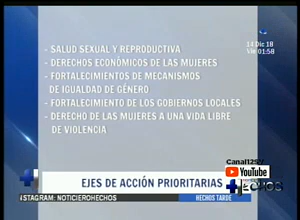 14 Dic 18
Vie 01:58
- SALUD SEXUAL Y REPRODUCTIVA
- DERECHOS ECONÓMICOS DE LAS MUJERES
- FORTALECIMIENTOS DE MECANISMOS
DE IGUALDAD DE GÉNERO
- FORTALECIMIENTO DE LOS GOBIERNOS LOCALES
- DERECHO DE LAS MUJERES A UNA VIDA LIBRE
DE VIOLENCIA
YouTube
EJES DE ACCIÓN PRIORITARIAS
HECHOS
STAGRAM: NOTICIEROHECHOS
HECHOS TARDE